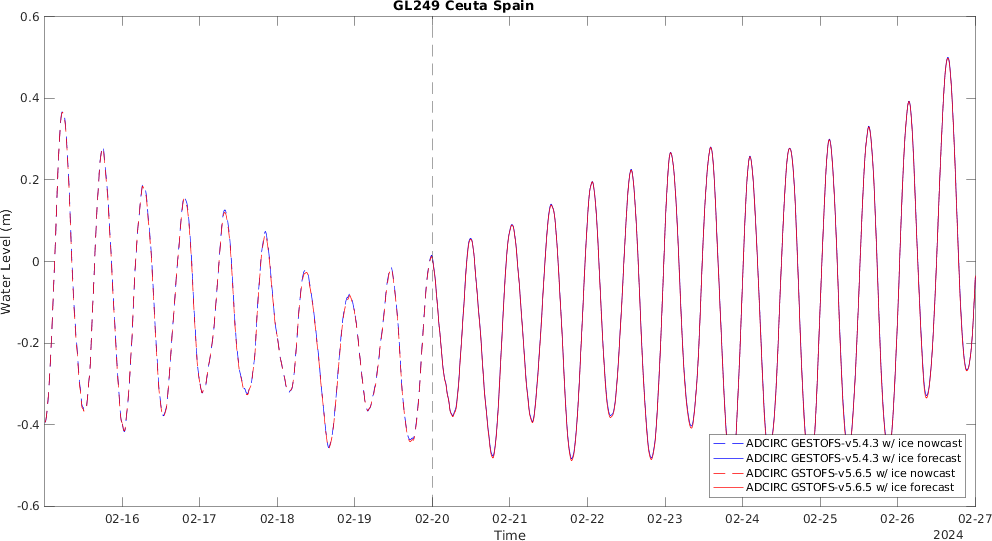 GL249 Ceuta Spain
0.6
0.4
0.2
0
-0.2
-0.4
-0.6
Water Level (m)
ADCIRC GESTOFS-v5.4.3 w/ ice nowcast
ADCIRC GESTOFS-v5.4.3 w/ ice forecast
ADCIRC GSTOFS-v5.6.5 w/ ice nowcast
ADCIRC GSTOFS-v5.6.5 w/ ice forecast
02-16 02-17 02-18 02-19 02-20 02-21 02-22 02-23 02-24 02-25 02-26 02-27
Time
2024